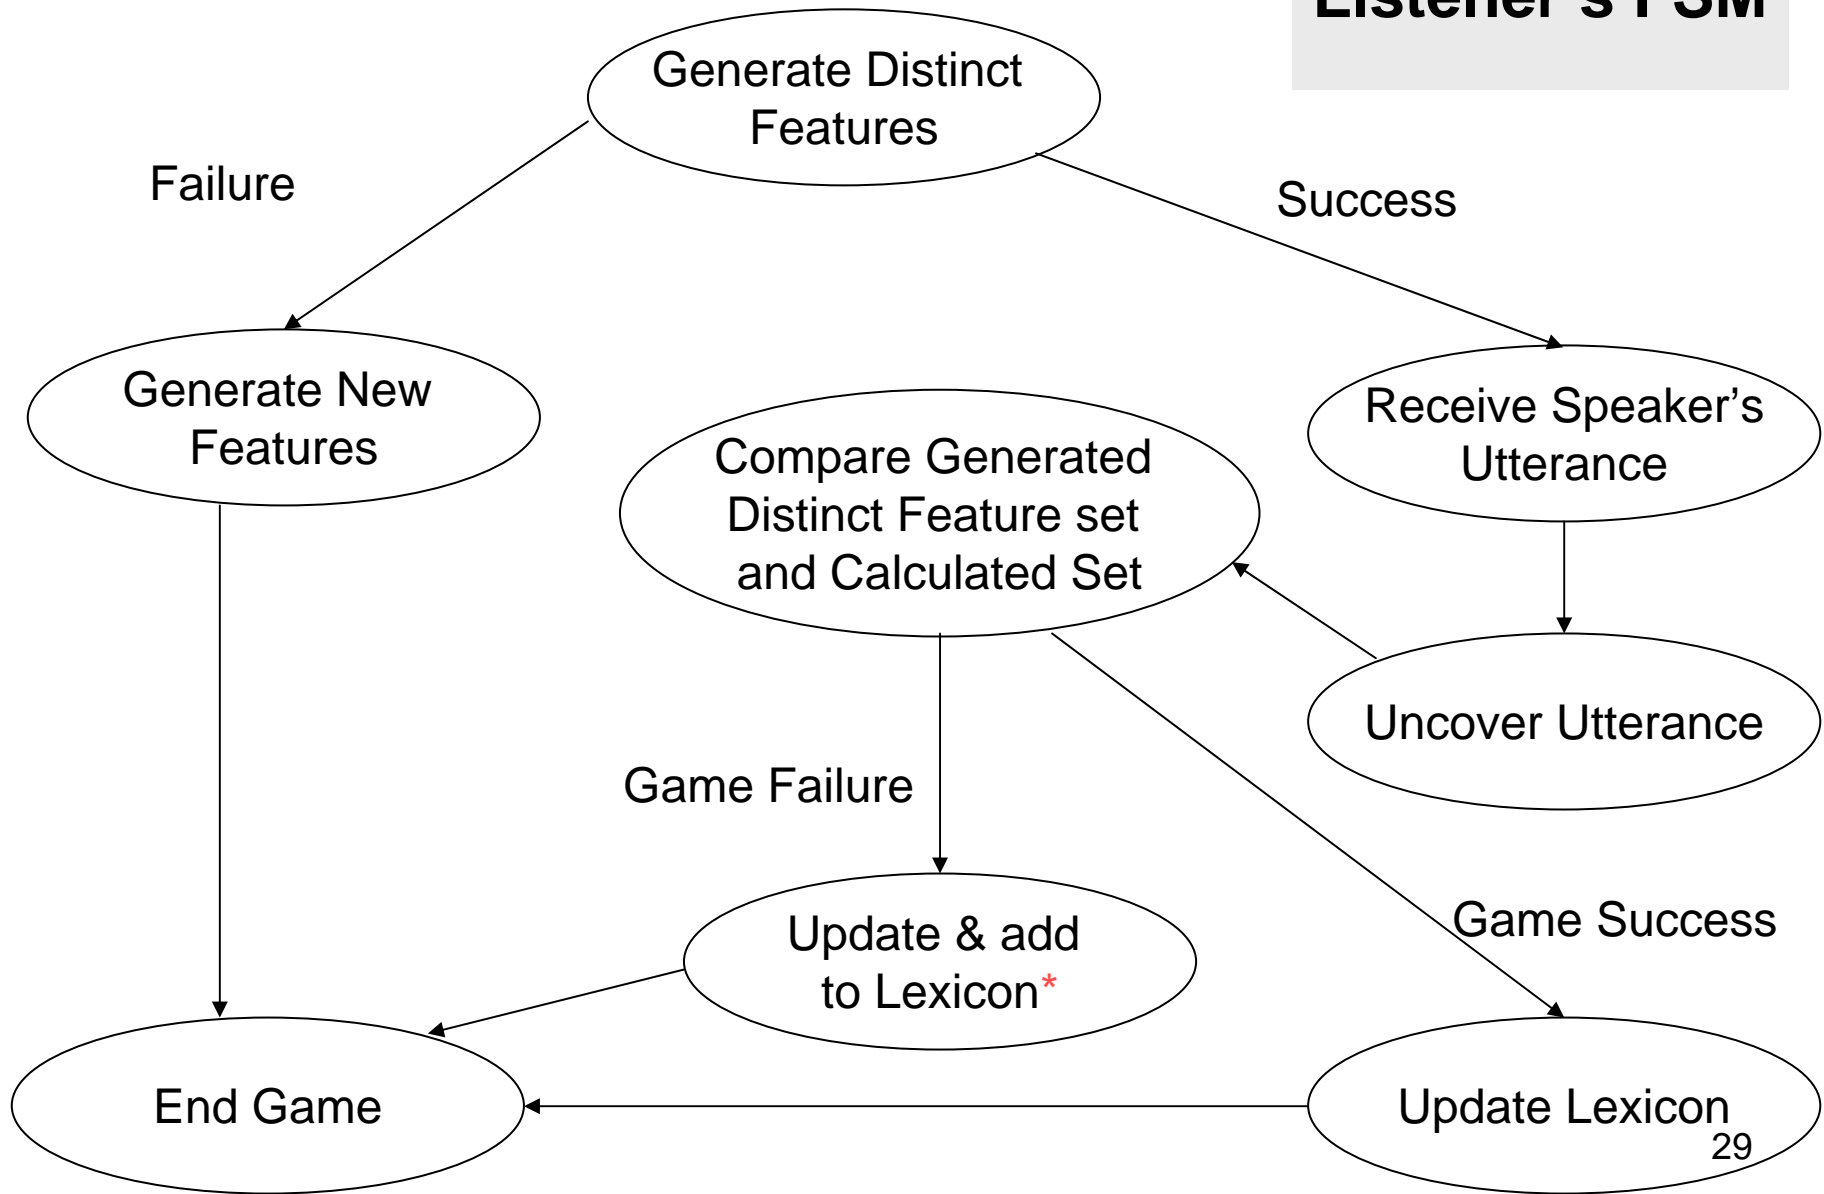 Listener's FSM
Generate Distinct
Features
Failure
Success
Generate New
Features
Receive Speaker’s
Utterance
Compare Generated
Distinct Feature set
and Calculated Set
Uncover Utterance
Game Failure
Update & add
to Lexicon*
Game Success
End Game
Update Lexicon
29